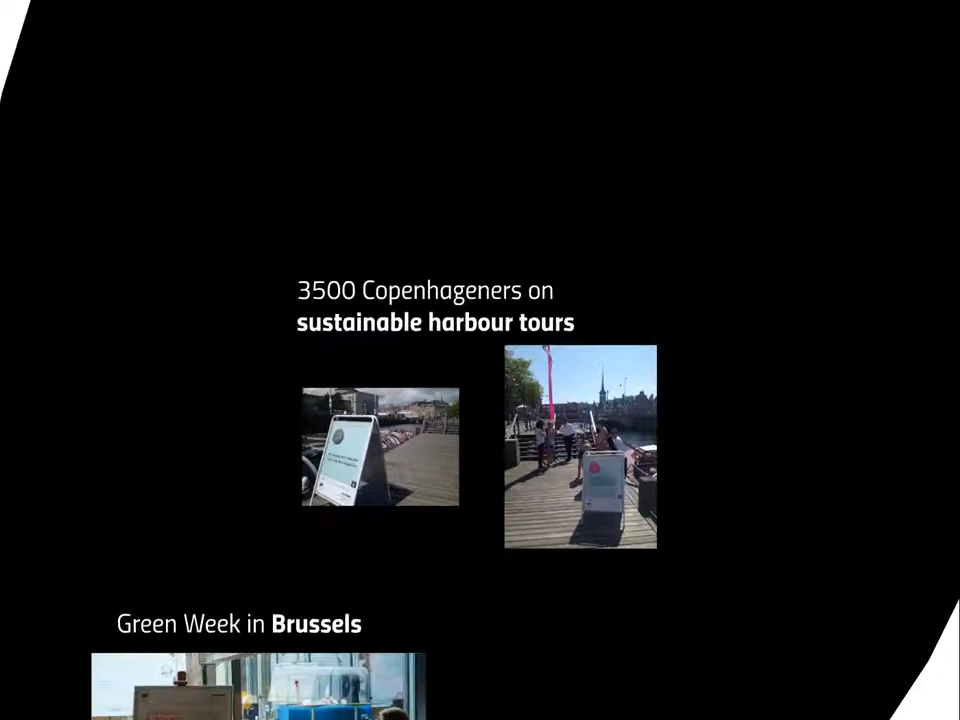 3500 Copenhageners on
sustainable harbour tours
Green Week in Brussels